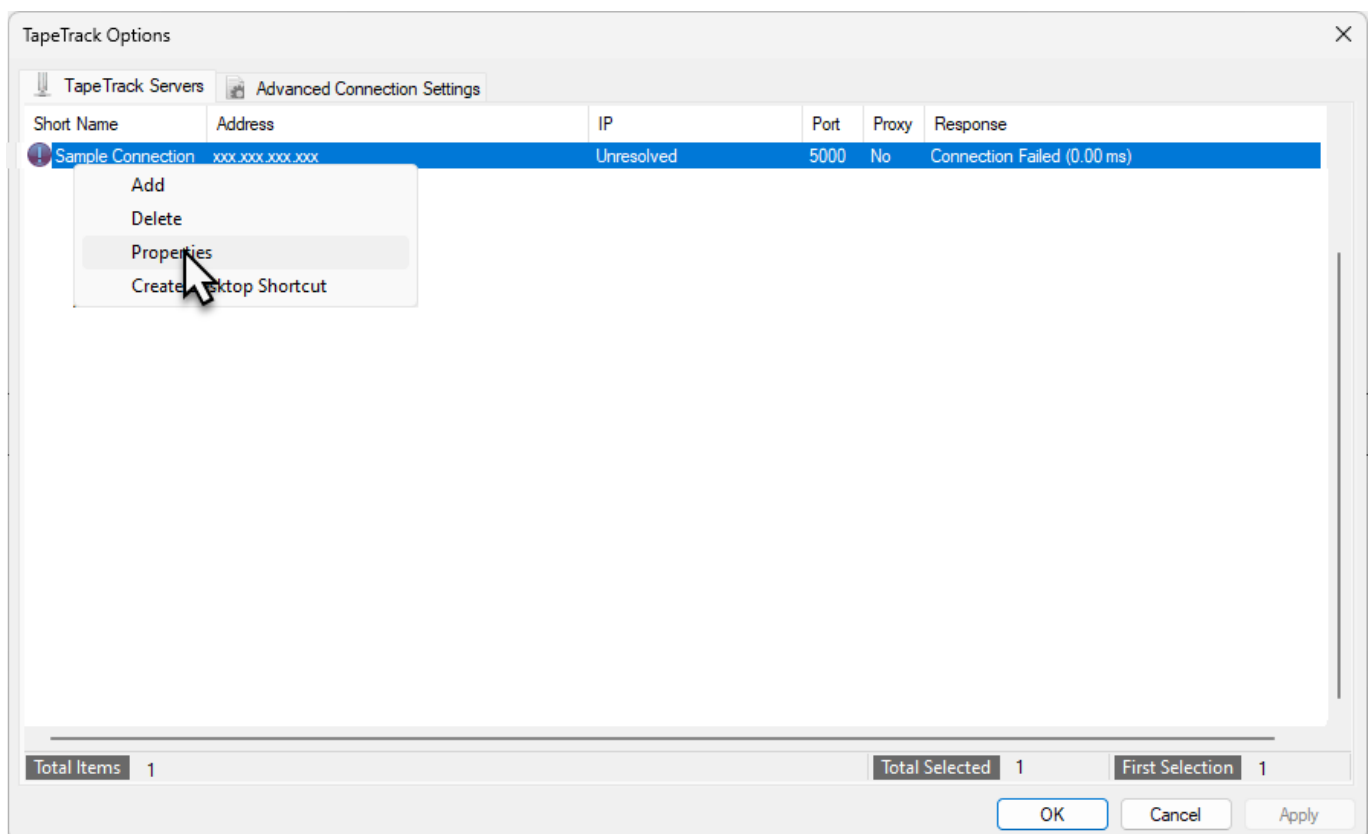 TapeTrack Options
TapeTrack Servers Advanced Connection Settings
Short Name Address IP Port Proxy Response
Sample Connection xxx.xxx.xxx.xxx Unresolved 5000 No Connection Failed (0.00 ms)
Add
Delete
Properties
Create Desktop Shortcut
Total Items 1 Total Selected 1 First Selection 1
OK Cancel Apply